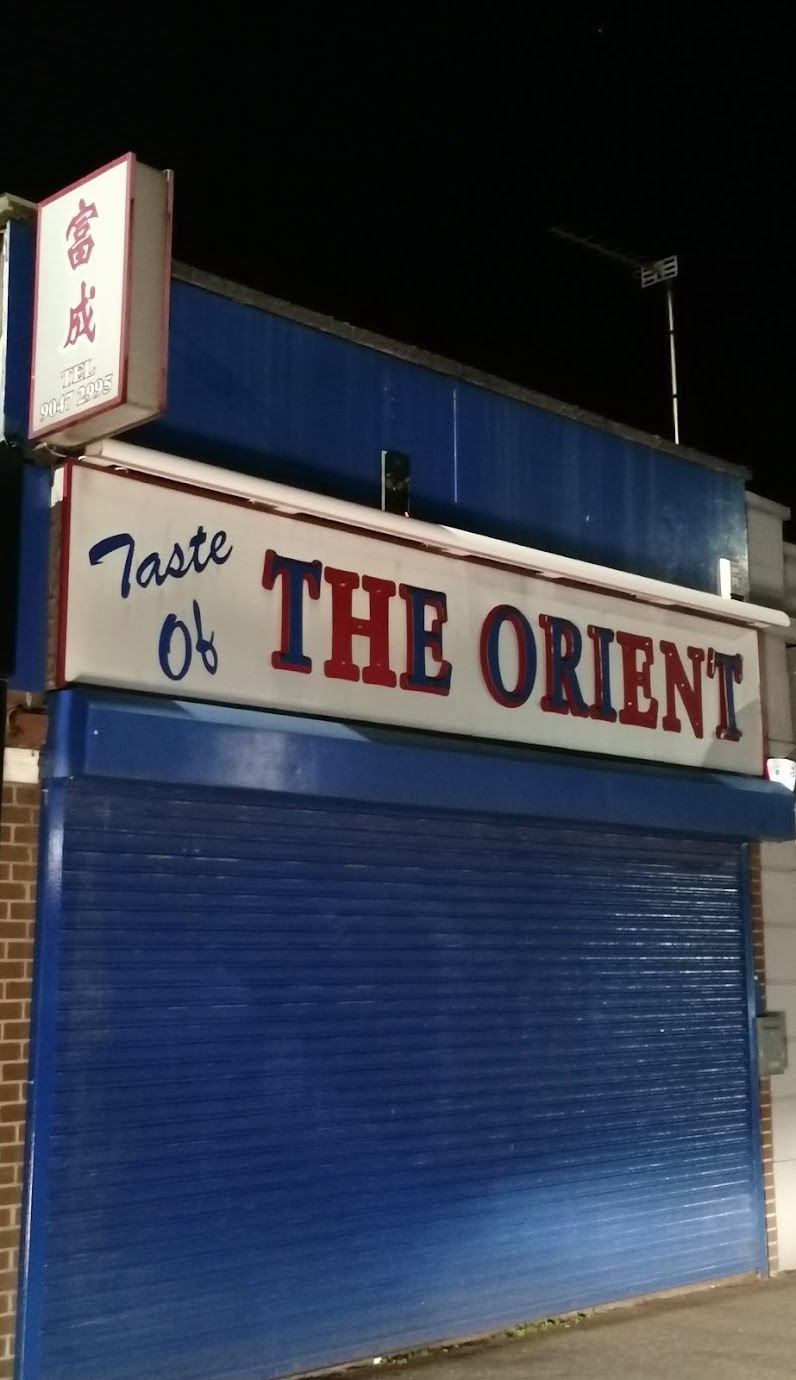 富
成
TEL
9047 2995
Taste
Of
THE ORIENT